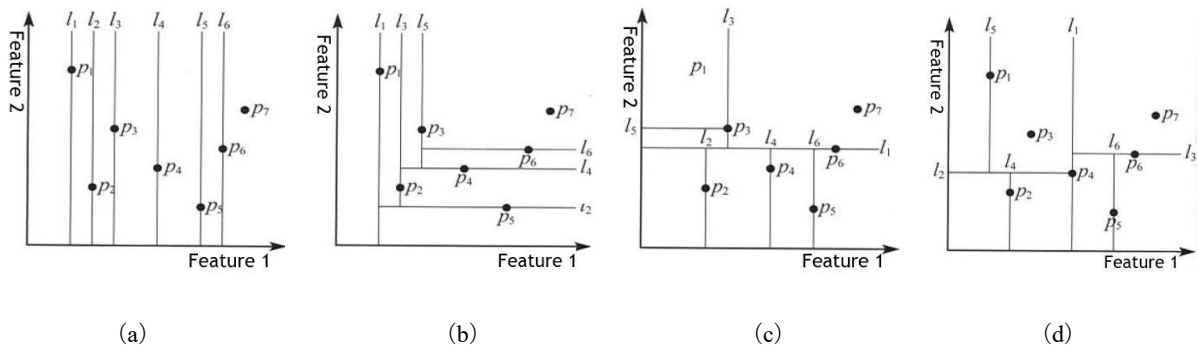 l1 l2 l3 l4 l5 l6
Feature 2
p1
p7
p3
p6
p4
p2
p5
Feature 1
(a)
l1 l3 l5
Feature 2
p1
p7
p3
l6
p6
l4
p4
p2
l2
p5
Feature 1
(b)
l3
Feature 2
p1
p7
l5
p3
l2 l4 l6
l1
p6
p4
p2
p5
Feature 1
(c)
l5 l1
Feature 2
p1
p7
p3
l6
l3
p6
l2
l4
p4
p2
p5
Feature 1
(d)